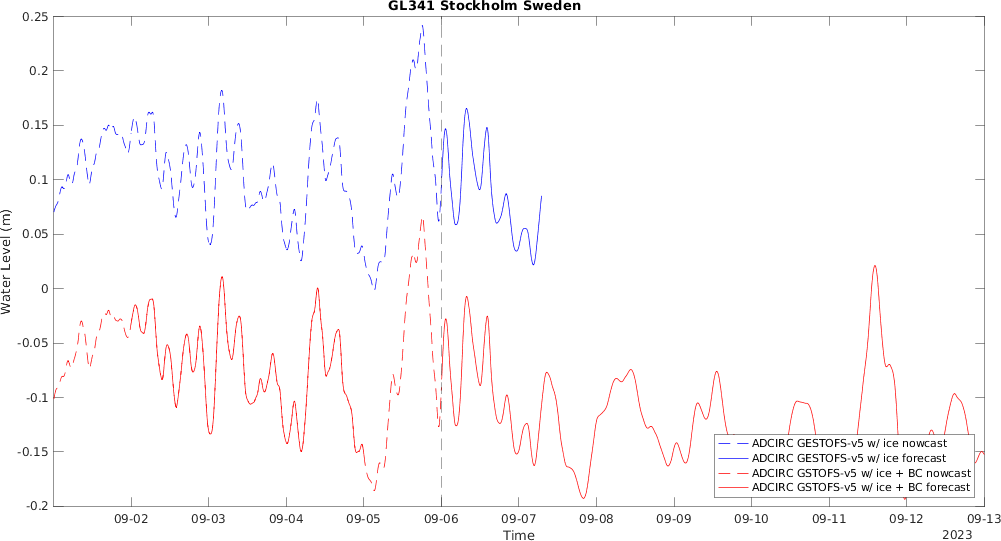 GL341 Stockholm Sweden
0.25
0.2
0.15
0.1
0.05
0
-0.05
-0.1
-0.15
-0.2
Water Level (m)
09-02 09-03 09-04 09-05 09-06 09-07 09-08 09-09 09-10 09-11 09-12 09-13
Time
2023
ADCIRC GESTOFS-v5 w/ ice nowcast
ADCIRC GESTOFS-v5 w/ ice forecast
ADCIRC GSTOFS-v5 w/ ice + BC nowcast
ADCIRC GSTOFS-v5 w/ ice + BC forecast